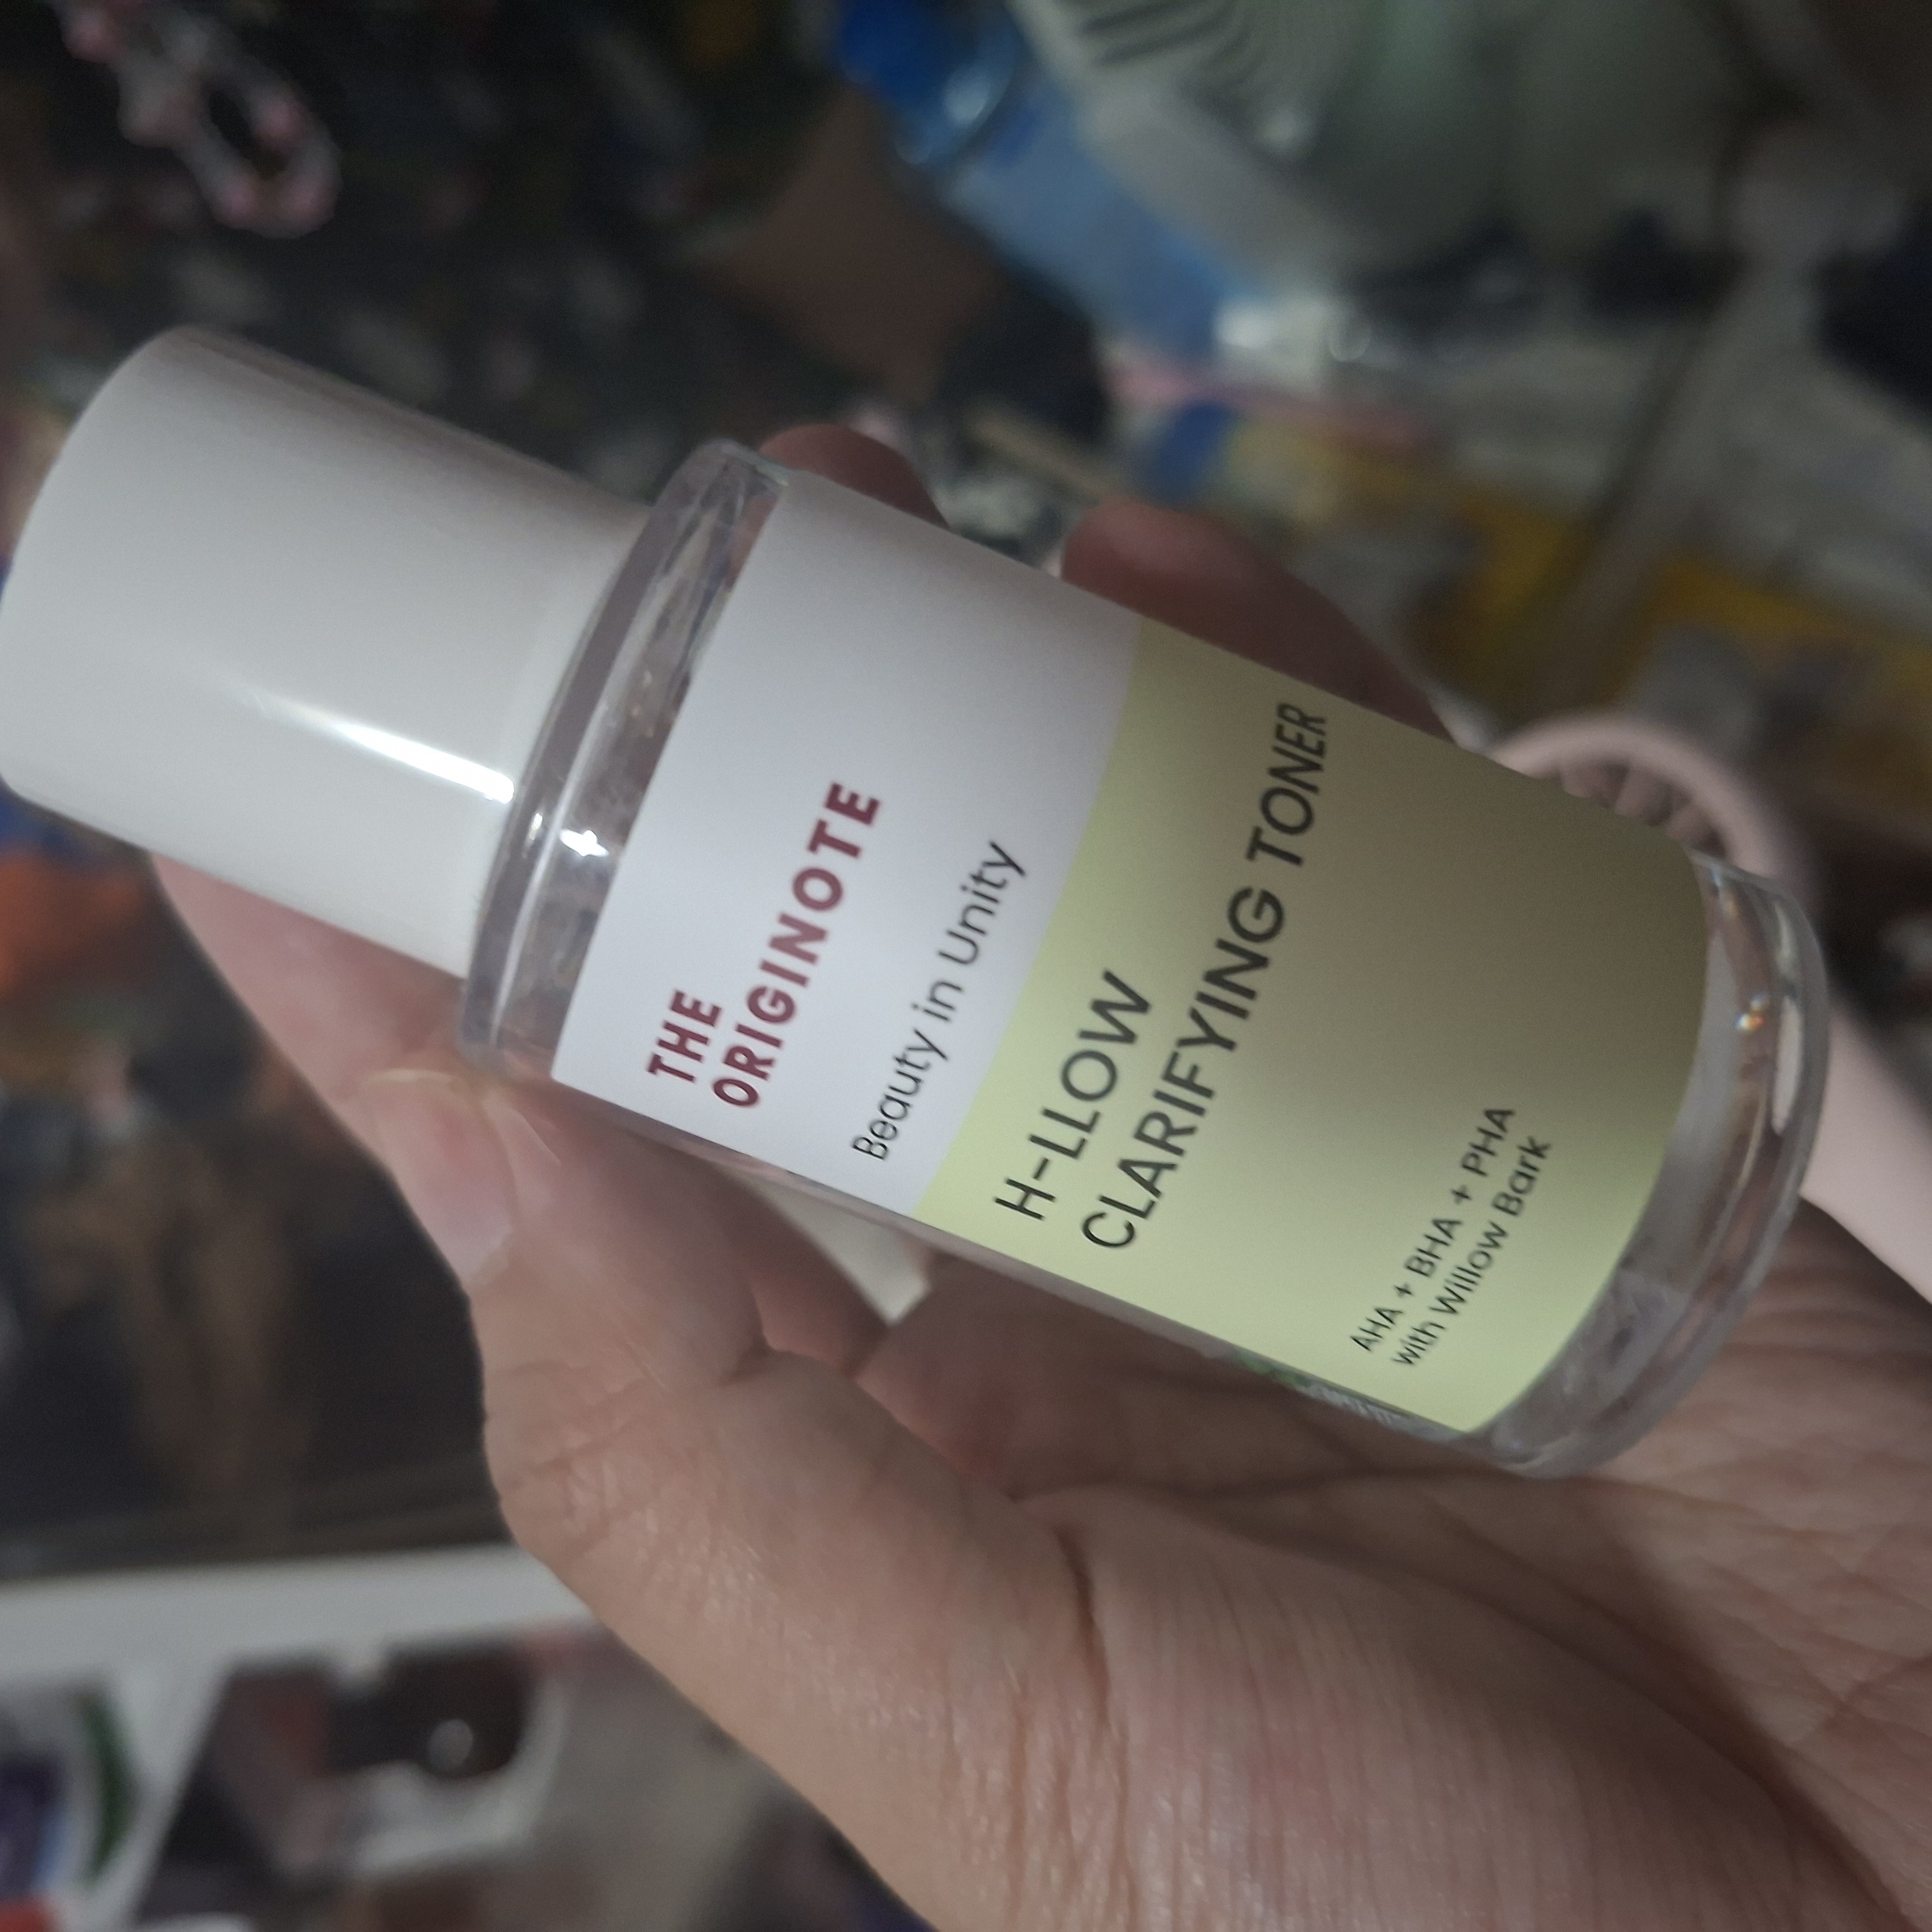 THE
ORIGINOTE
Beauty in Unity
H-LLOW
CLARIFYING TONER
AHA + BHA + PHA
with Willow Bark